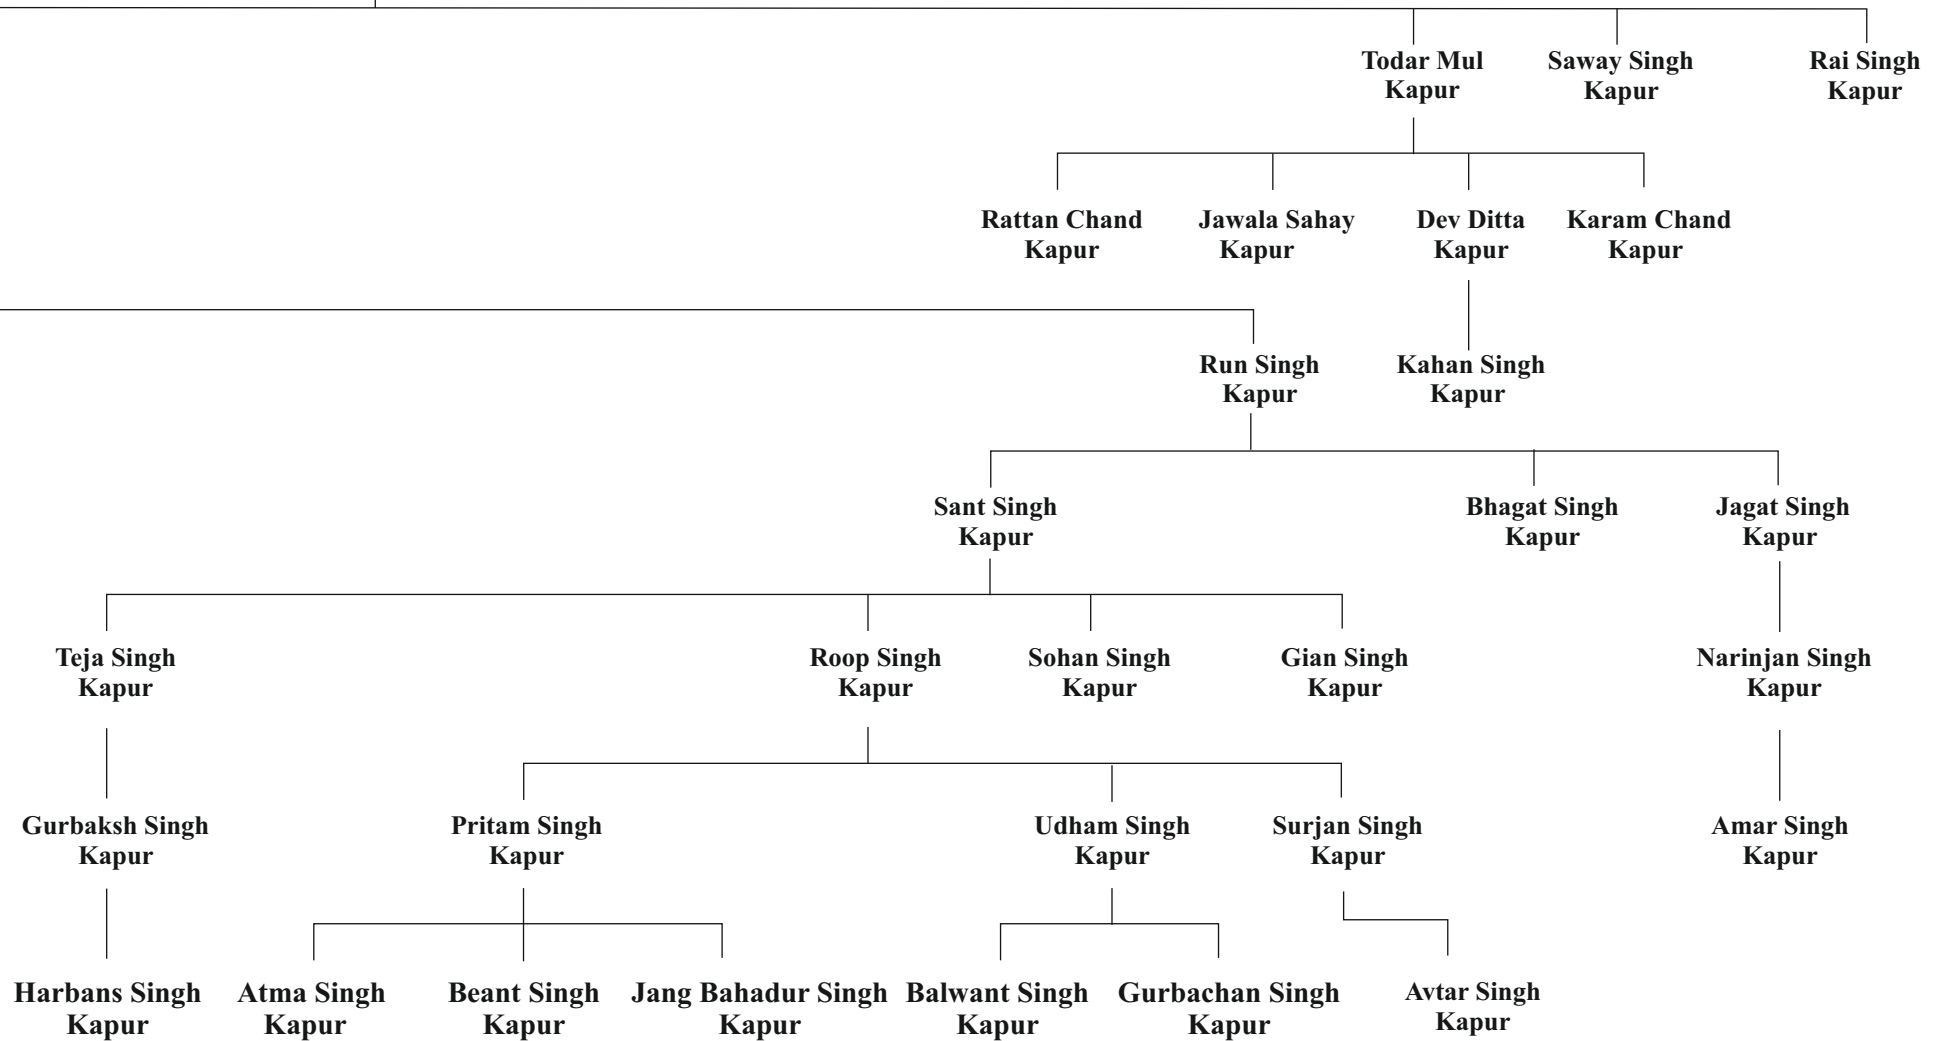 Todar Mul
Kapur
Saway Singh
Kapur
Rai Singh
Kapur
Rattan Chand
Kapur
Jawala Sahay
Kapur
Dev Ditta
Kapur
Karam Chand
Kapur
Run Singh
Kapur
Kahan Singh
Kapur
Sant Singh
Kapur
Bhagat Singh
Kapur
Jagat Singh
Kapur
Teja Singh
Kapur
Roop Singh
Kapur
Sohan Singh
Kapur
Gian Singh
Kapur
Narinjan Singh
Kapur
Gurbaksh Singh
Kapur
Pritam Singh
Kapur
Udham Singh
Kapur
Surjan Singh
Kapur
Amar Singh
Kapur
Harbans Singh
Kapur
Atma Singh
Kapur
Beant Singh
Kapur
Jang Bahadur Singh
Kapur
Balwant Singh
Kapur
Gurbachan Singh
Kapur
Avtar Singh
Kapur